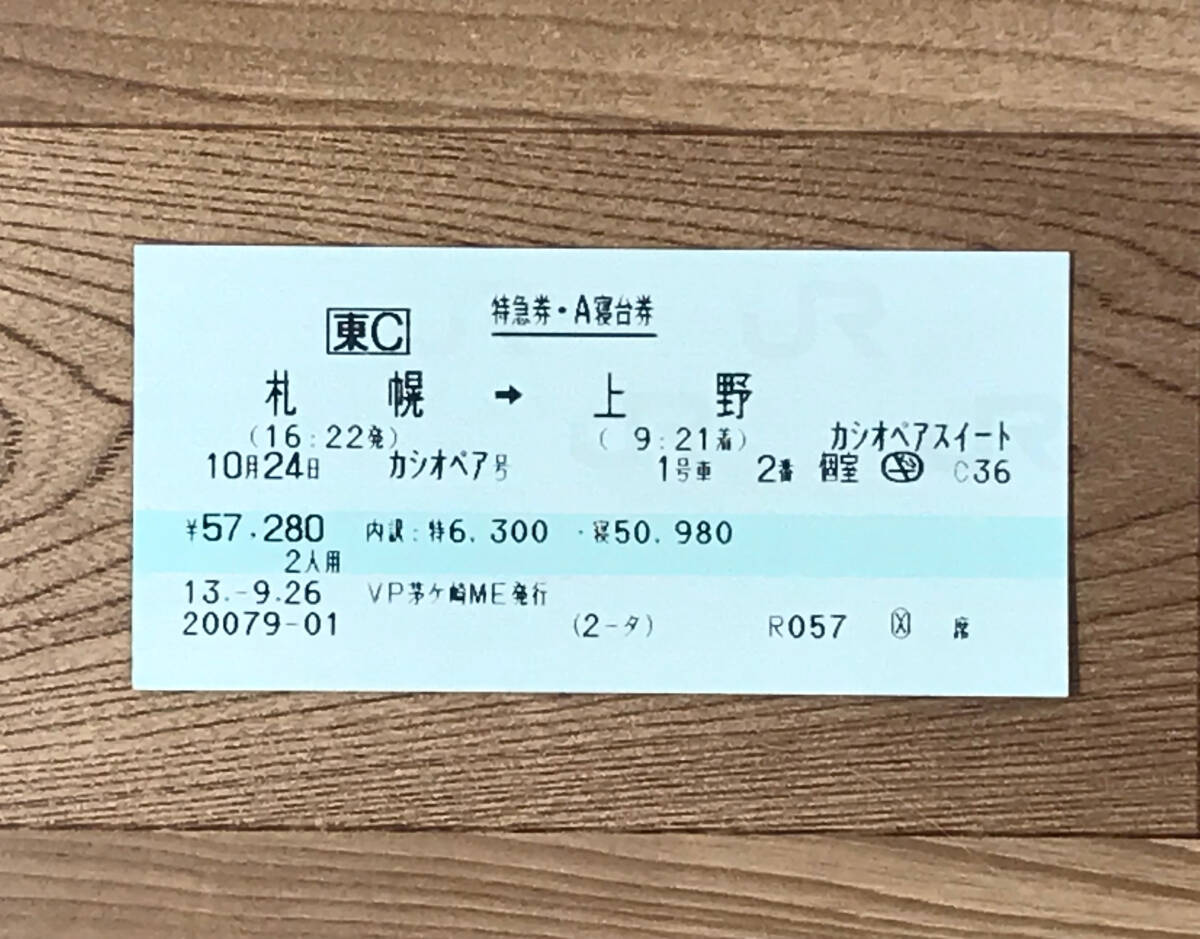 特急券・A寝台券
東C
札幌 → 上野
(16:22発) ( 9:21着) カシオペアスイート
10月24日 カシオペア号 1号車 2番 個室 C36
¥57,280 内訳:特6,300 ・寝50,980
2人用
13.-9.26 VP茅ケ崎ME発行
20079-01 (2-タ) R057 席